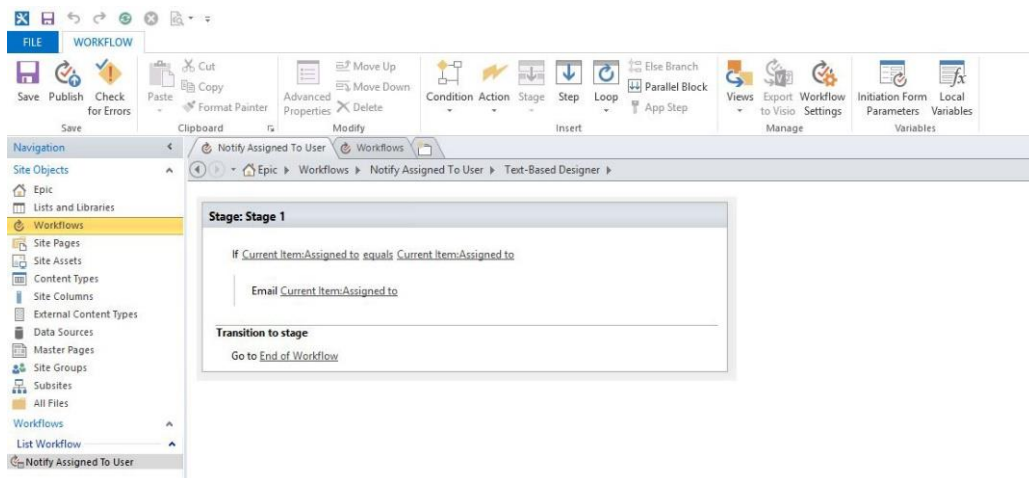 FILE WORKFLOW
Save Publish Check for Errors
Paste
Cut
Copy
Format Painter
Advanced Properties
Move Up
Move Down
Delete
Condition Action Stage Step Loop
Else Branch
Parallel Block
App Step
Views Export to Visio Workflow Settings
Initiation Form Parameters Local Variables
Save Clipboard Modify Insert Manage Variables
Navigation
Notify Assigned To User Workflows
Site Objects
Epic Workflows Notify Assigned To User Text-Based Designer
Epic
Lists and Libraries
Workflows
Site Pages
Site Assets
Content Types
Site Columns
External Content Types
Data Sources
Master Pages
Site Groups
Subsites
All Files
Workflows
List Workflow
Notify Assigned To User
Stage: Stage 1
If Current Item:Assigned to equals Current Item:Assigned to
Email Current Item:Assigned to
Transition to stage
Go to End of Workflow